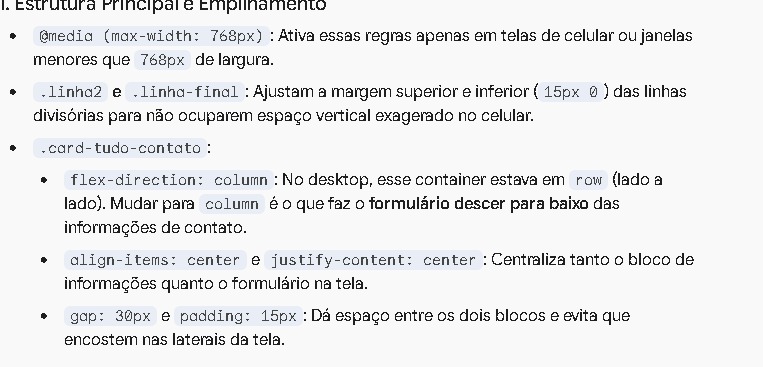 I. Estrutura Principal e Empilhamento
@media (max-width: 768px) : Ativa essas regras apenas em telas de celular ou janelas
menores que 768px de largura.
.linha2 e .linha-final : Ajustam a margem superior e inferior ( 15px 0 ) das linhas
divisórias para não ocuparem espaço vertical exagerado no celular.
.card-tudo-contato :
flex-direction: column : No desktop, esse container estava em row (lado a
lado). Mudar para column é o que faz o formulário descer para baixo das
informações de contato.
align-items: center e justify-content: center : Centraliza tanto o bloco de
informações quanto o formulário na tela.
gap: 30px e padding: 15px : Dá espaço entre os dois blocos e evita que
encostem nas laterais da tela.